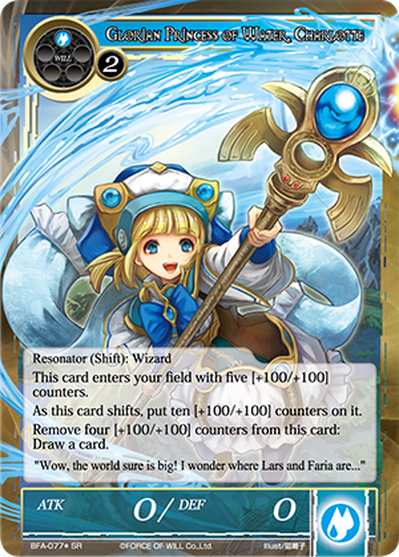 Glorian Princess of Water, Charlotte
WILL
2
Resonator (Shift): Wizard
This card enters your field with five [+100/+100]
counters.
As this card shifts, put ten [+100/+100] counters on it.
Remove four [+100/+100] counters from this card:
Draw a card.
"Wow, the world sure is big! I wonder where Lars and Faria are..."
ATK 0/ DEF 0
BFA-077* SR ©FORCE OF WILL Co.,Ltd. Illust/